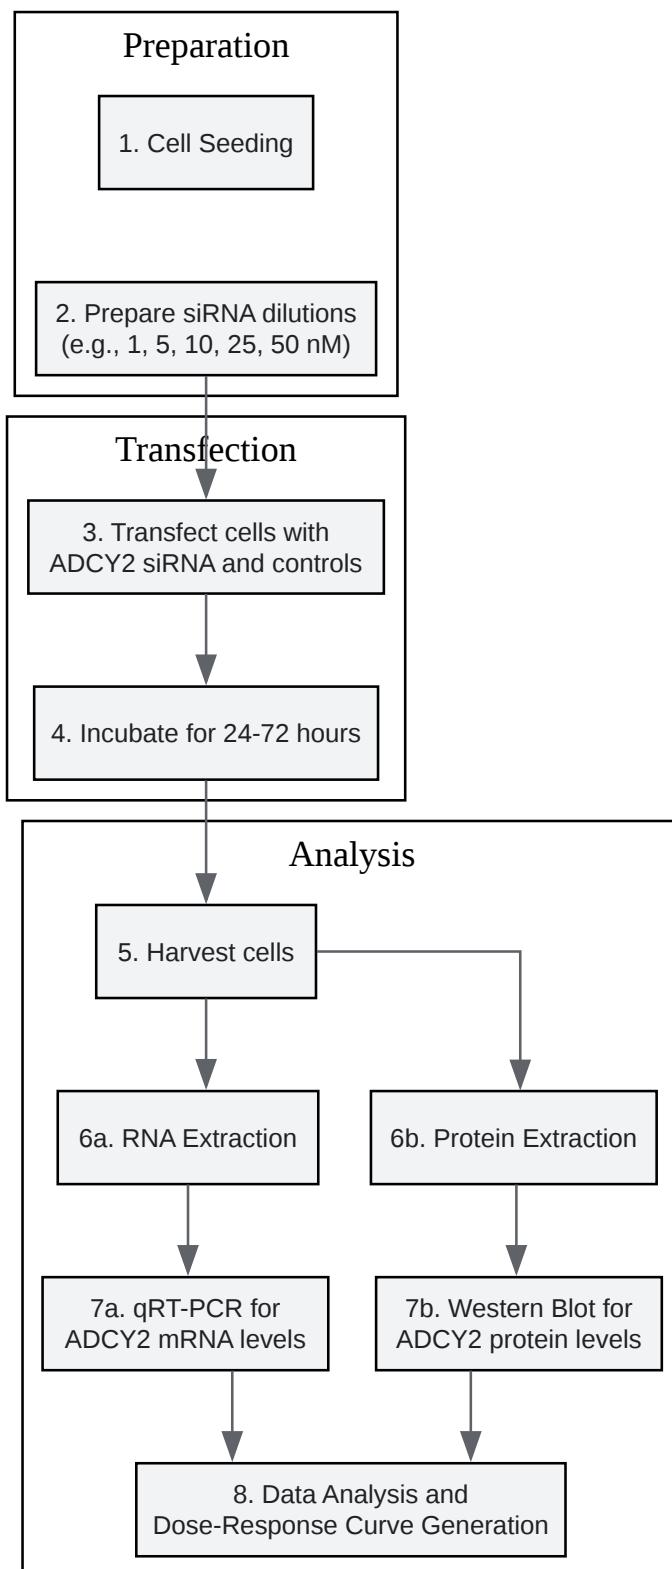 Preparation
1. Cell Seeding
2. Prepare siRNA dilutions
(e.g., 1, 5, 10, 25, 50 nM)
Transfection
3. Transfect cells with
ADCY2 siRNA and controls
4. Incubate for 24-72 hours
Analysis
5. Harvest cells
6a. RNA Extraction
6b. Protein Extraction
7a. qRT-PCR for
ADCY2 mRNA levels
7b. Western Blot for
ADCY2 protein levels
8. Data Analysis and
Dose-Response Curve Generation